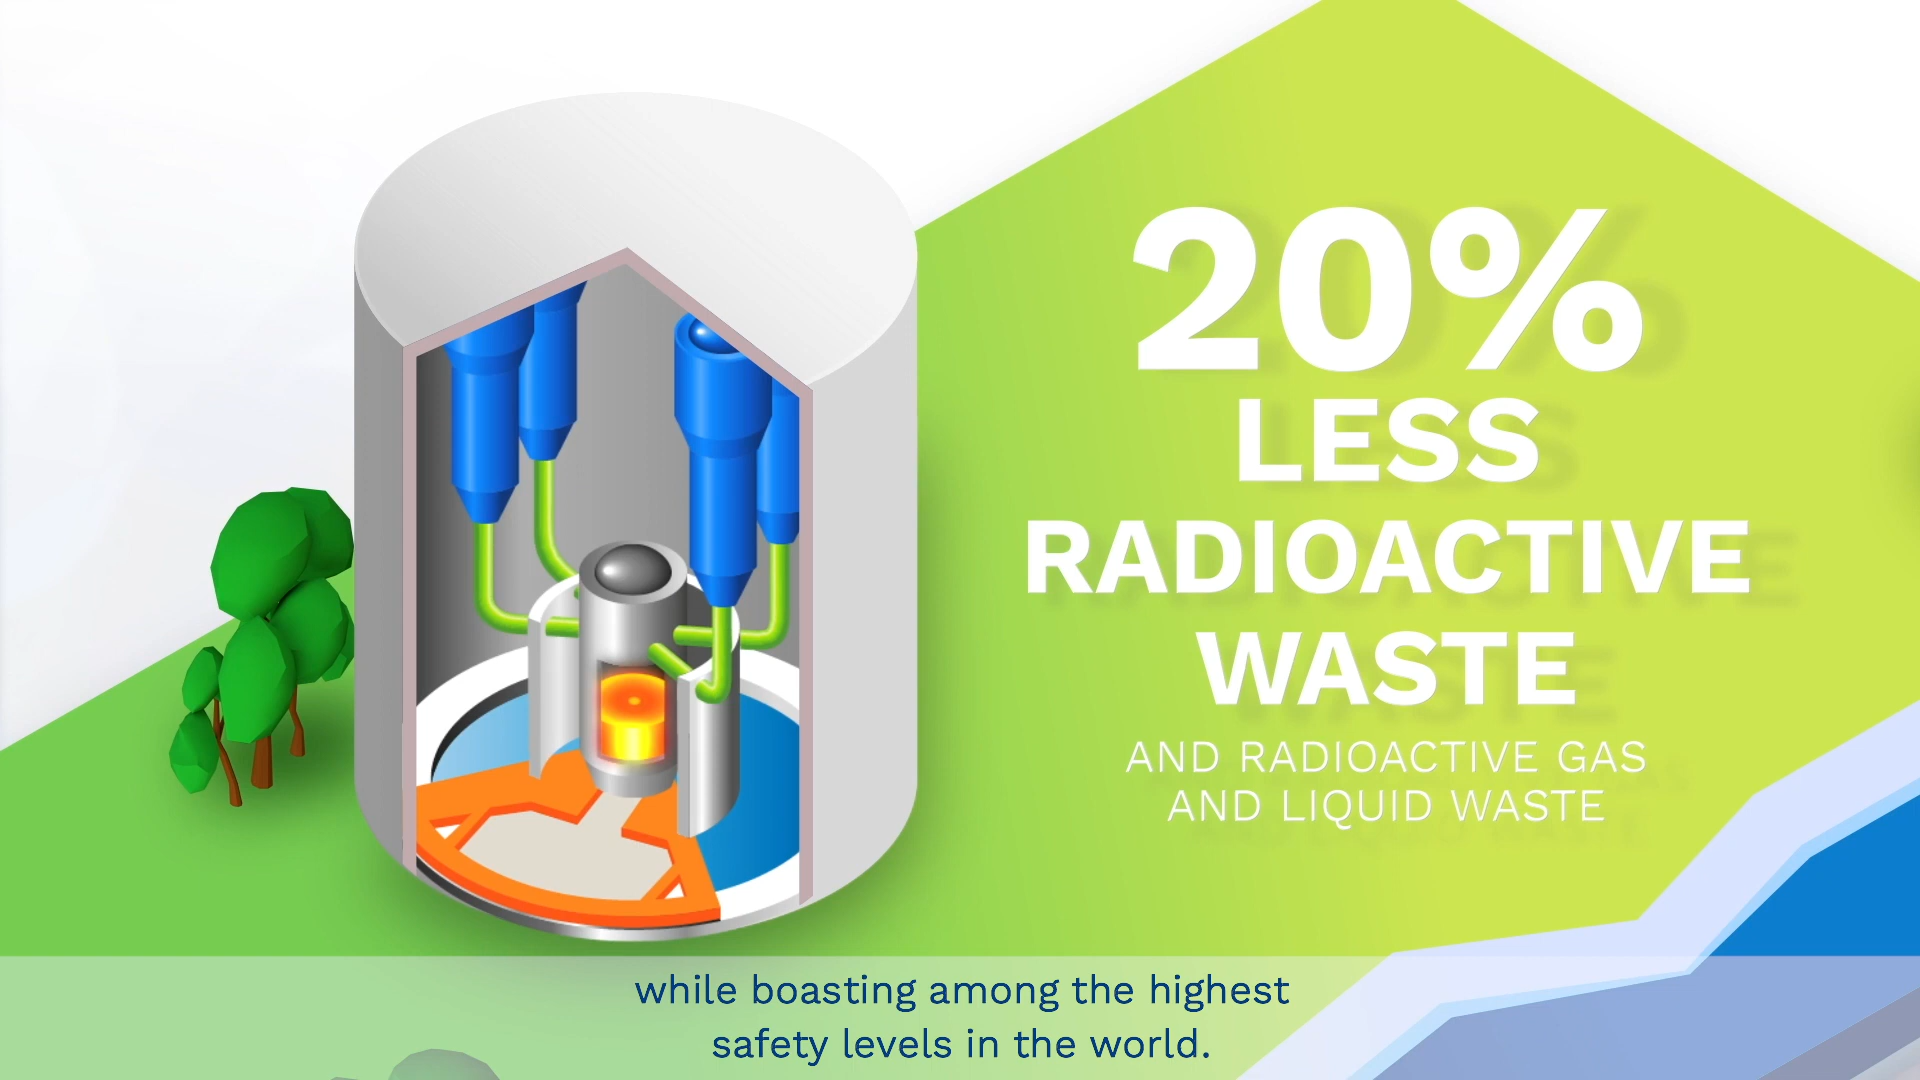 20%
LESS
RADIOACTIVE
WASTE
AND RADIOACTIVE GAS
AND LIQUID WASTE
while boasting among the highest
safety levels in the world.